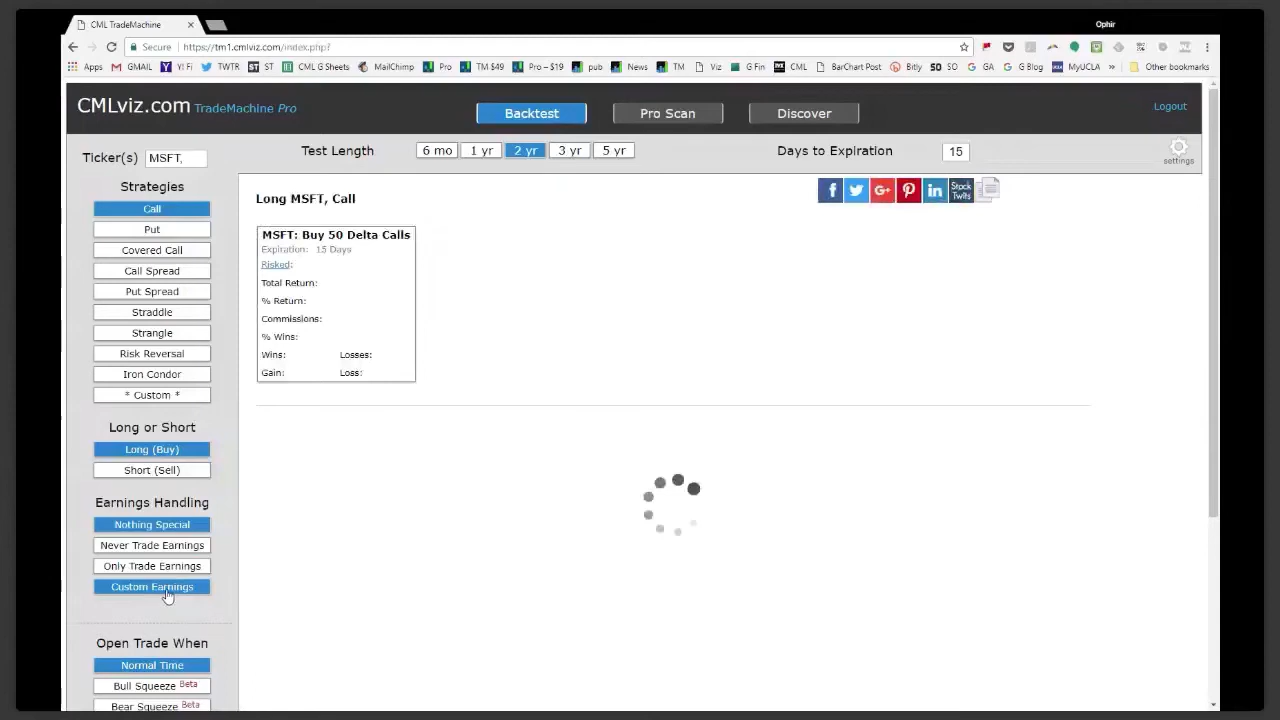 CML TradeMachine
Ophir
Secure
https://tm1.cmlviz.com/index.php?
Apps
GMAIL
Y! Fi
TWTR
ST
CML G Sheets
MailChimp
Pro
TM $49
Pro – $19
pub
News
TM
Viz
G Fin
CML
BarChart Post
Bitly
SO
GA
G Blog
MyUCLA
»
Other bookmarks
CMLviz.com TradeMachine Pro
Backtest
Pro Scan
Discover
Logout
Ticker(s)
MSFT,
Test Length
6 mo
1 yr
2 yr
3 yr
5 yr
Days to Expiration
15
settings
Strategies
Call
Put
Covered Call
Call Spread
Put Spread
Straddle
Strangle
Risk Reversal
Iron Condor
* Custom *
Long or Short
Long (Buy)
Short (Sell)
Earnings Handling
Nothing Special
Never Trade Earnings
Only Trade Earnings
Custom Earnings
Open Trade When
Normal Time
Bull Squeeze Beta
Bear Squeeze Beta
Long MSFT, Call
Stock
Twits
MSFT: Buy 50 Delta Calls
Expiration: 15 Days
Risked:
Total Return:
% Return:
Commissions:
% Wins:
Wins: Losses:
Gain: Loss: